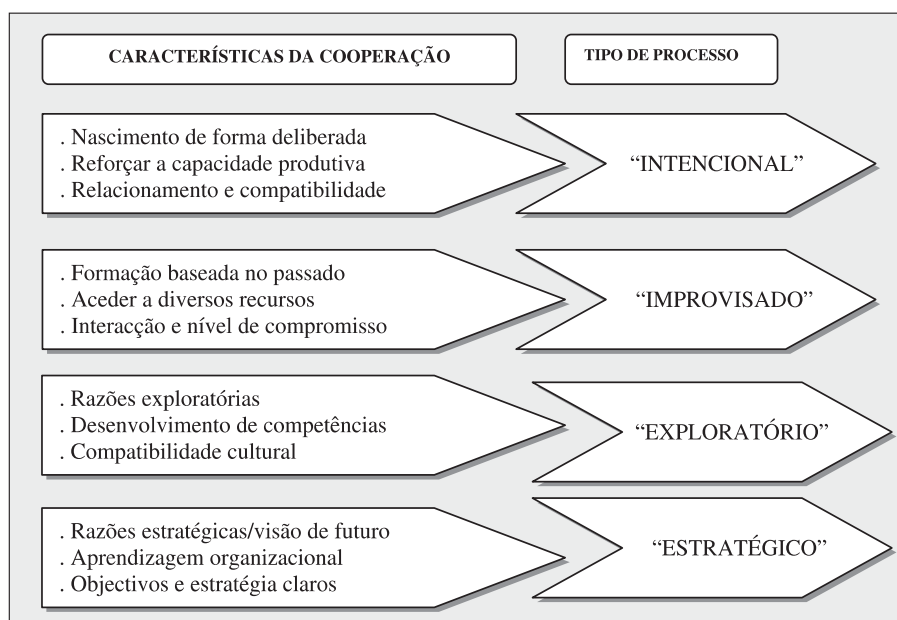 CARACTERÍSTICAS DA COOPERAÇÃO
TIPO DE PROCESSO
. Nascimento de forma deliberada
. Reforçar a capacidade produtiva
. Relacionamento e compatibilidade
“INTENCIONAL”
. Formação baseada no passado
. Aceder a diversos recursos
. Interacção e nível de compromisso
“IMPROVISADO”
. Razões exploratórias
. Desenvolvimento de competências
. Compatibilidade cultural
“EXPLORATÓRIO”
. Razões estratégicas/visão de futuro
. Aprendizagem organizacional
. Objectivos e estratégia claros
“ESTRATÉGICO”